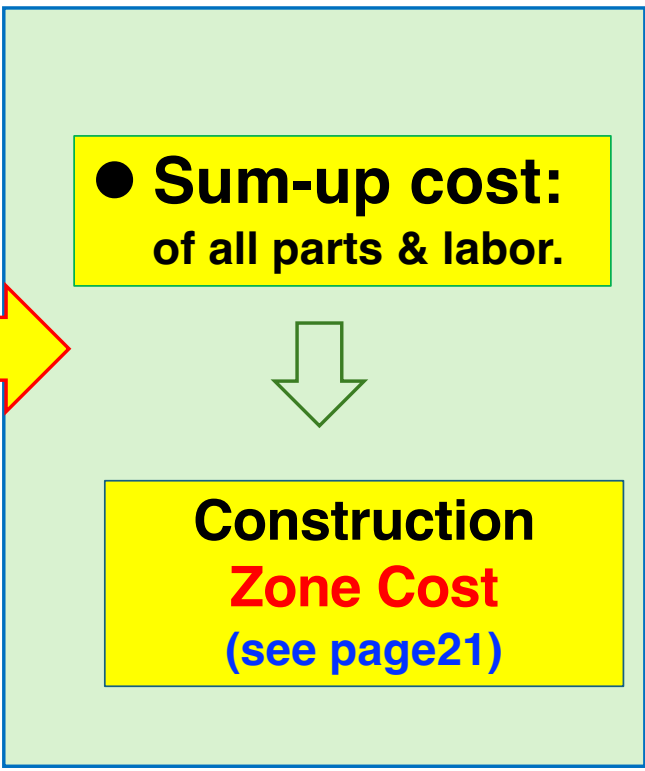 ● Sum-up cost:
of all parts & labor.
Construction
Zone Cost
(see page21)